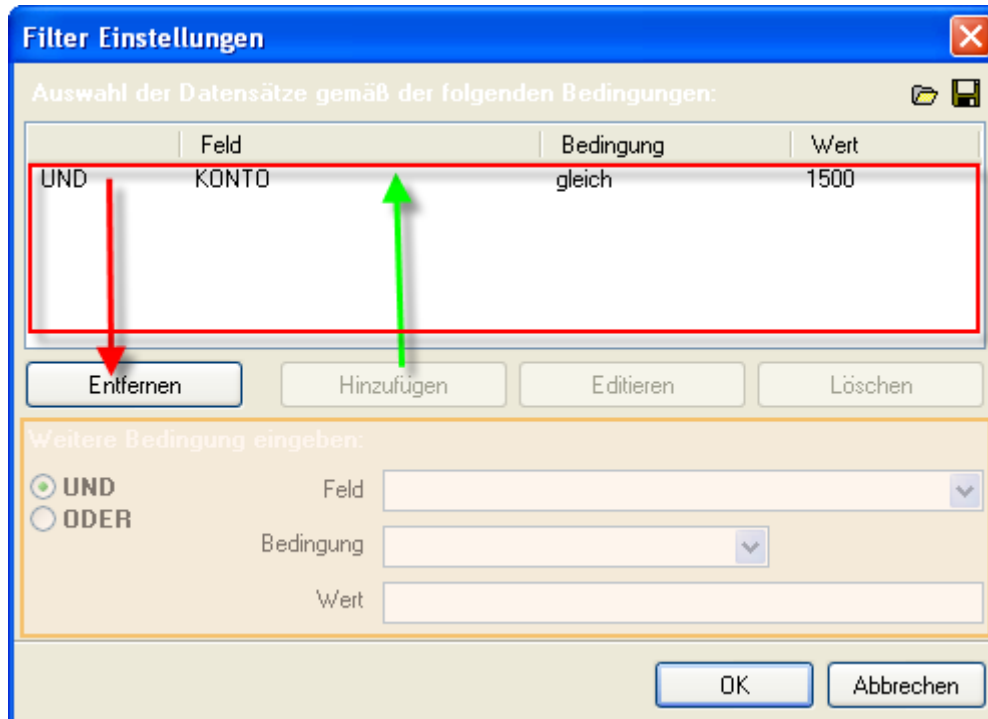 Filter Einstellungen
Auswahl der Datensätze gemäß der folgenden Bedingungen:
Feld Bedingung Wert
UND KONTO gleich 1500
Entfernen Hinzufügen Editieren Löschen
Weitere Bedingung eingeben:
UND Feld
ODER
Bedingung
Wert
OK Abbrechen